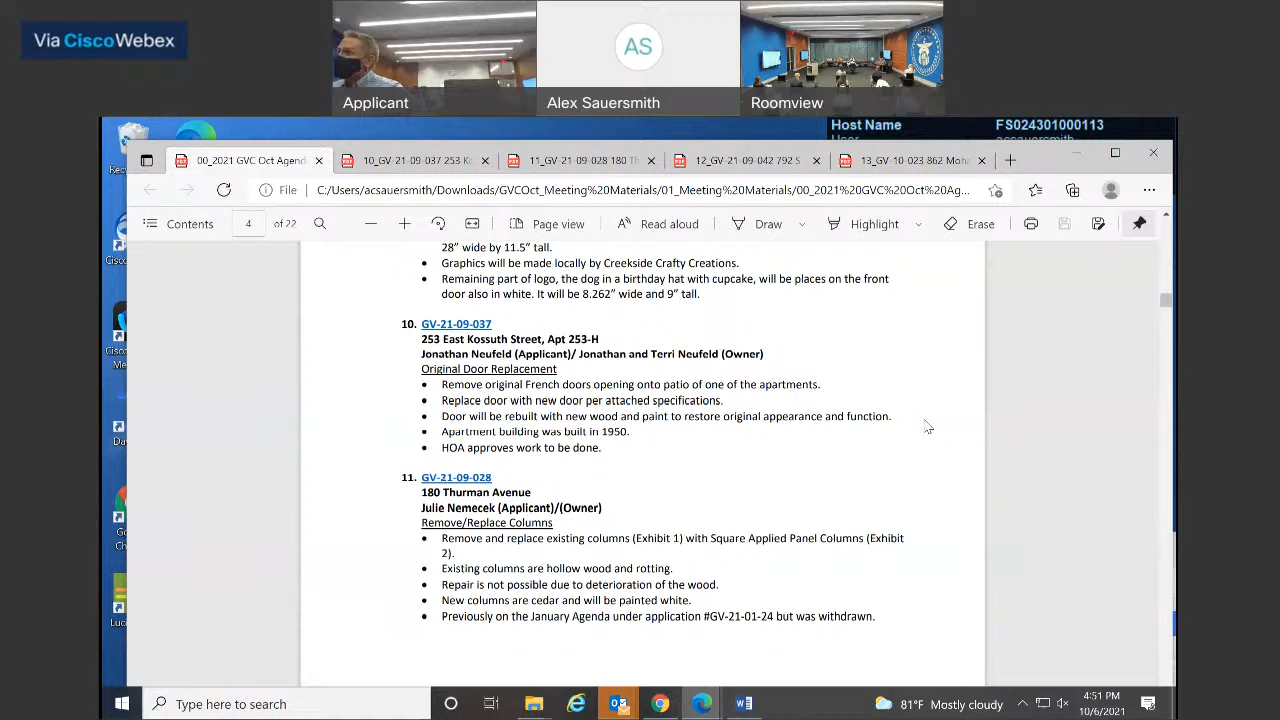 Via CiscoWebex
AS
Applicant
Alex Sauersmith
Roomview
Host Name FS024301000113
00_2021 GVC Oct Agend
10_GV-21-09-037 253 Ko
11_GV-21-09-028 180 Th
12_GV-21-09-042 792 S
13_GV 10-023 862 Moha
File
C:/Users/acsauersmith/Downloads/GVCOct_Meeting%20Materials/01_Meeting%20Materials/00_2021%20GVC%20Oct%20Ag...
Contents 4 of 22 Page view Read aloud Draw Highlight Erase
28” wide by 11.5” tall.
• Graphics will be made locally by Creekside Crafty Creations.
• Remaining part of logo, the dog in a birthday hat with cupcake, will be places on the front
door also in white. It will be 8.262” wide and 9” tall.
10. GV-21-09-037
253 East Kossuth Street, Apt 253-H
Jonathan Neufeld (Applicant)/ Jonathan and Terri Neufeld (Owner)
Original Door Replacement
• Remove original French doors opening onto patio of one of the apartments.
• Replace door with new door per attached specifications.
• Door will be rebuilt with new wood and paint to restore original appearance and function.
• Apartment building was built in 1950.
• HOA approves work to be done.
11. GV-21-09-028
180 Thurman Avenue
Julie Nemecek (Applicant)/(Owner)
Remove/Replace Columns
• Remove and replace existing columns (Exhibit 1) with Square Applied Panel Columns (Exhibit
2).
• Existing columns are hollow wood and rotting.
• Repair is not possible due to deterioration of the wood.
• New columns are cedar and will be painted white.
• Previously on the January Agenda under application #GV-21-01-24 but was withdrawn.
Type here to search
81°F Mostly cloudy
4:51 PM
10/6/2021